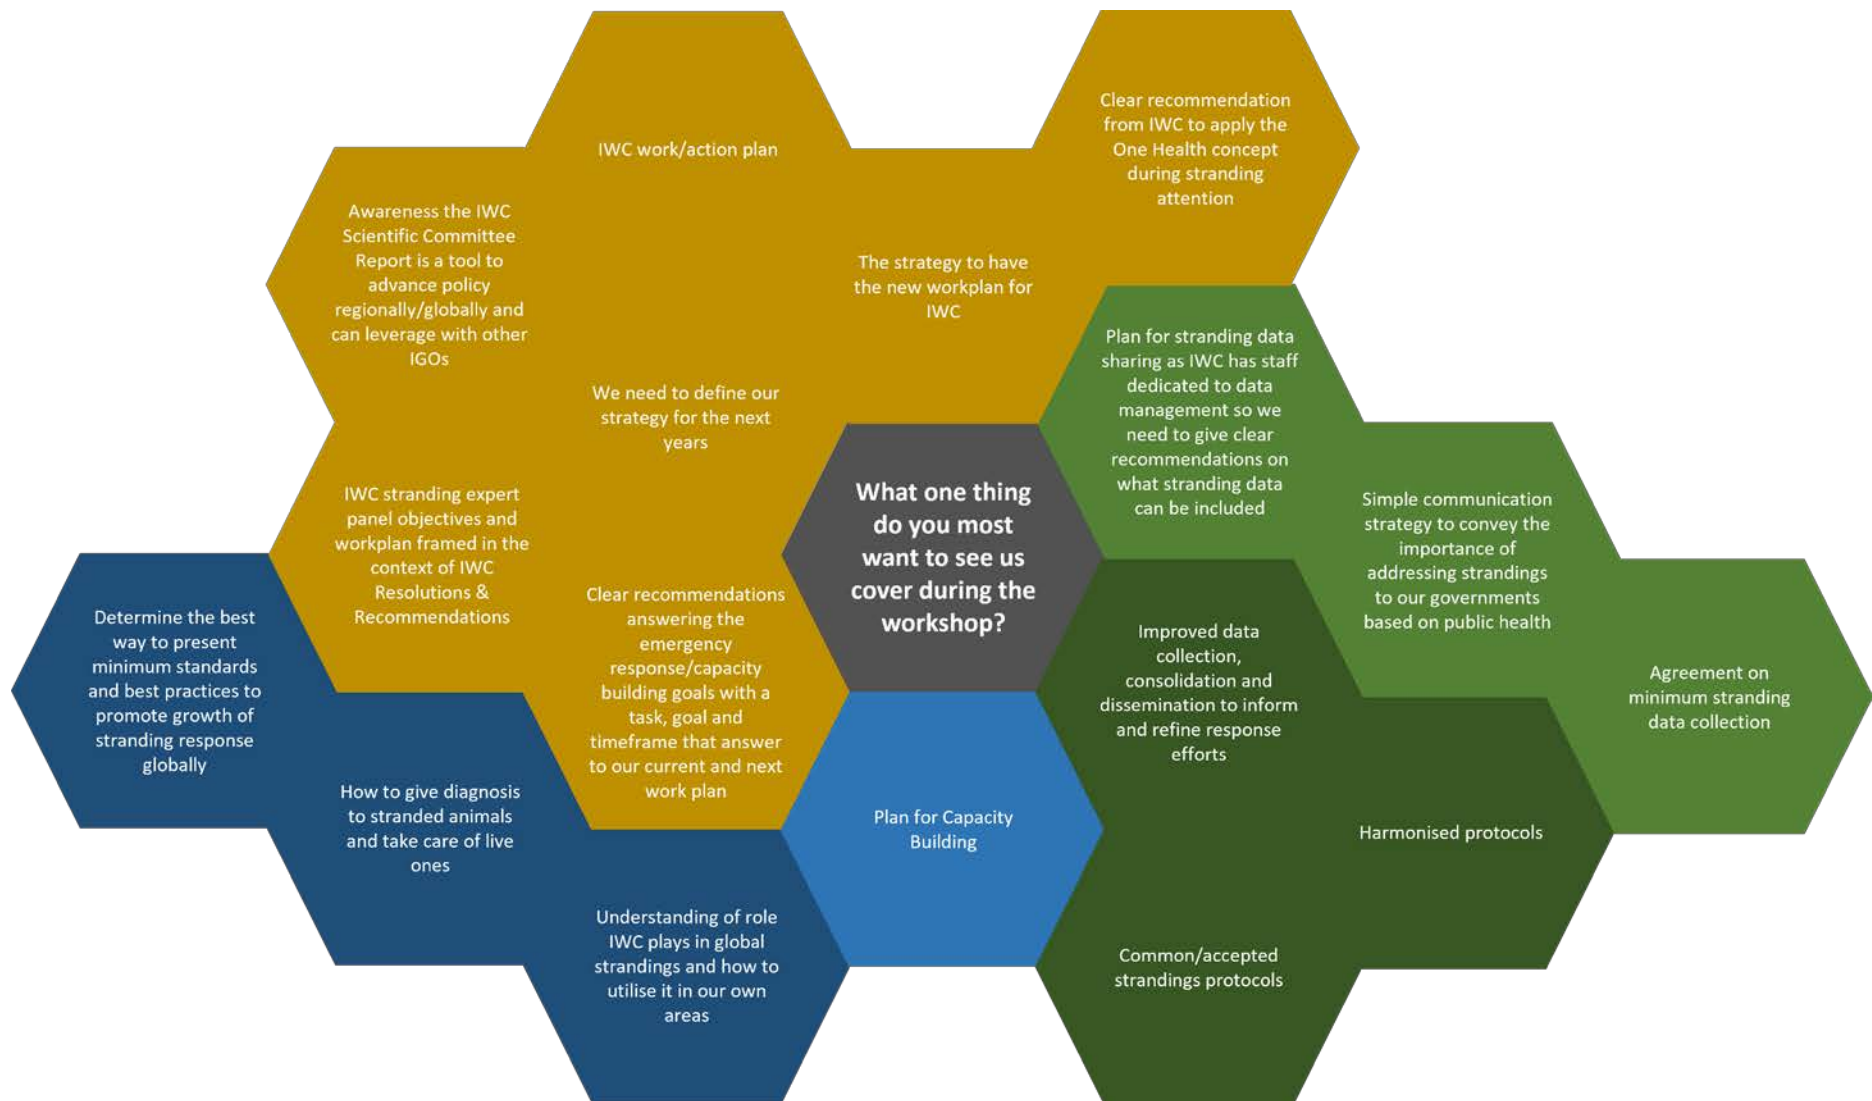 IWC work/action plan
Clear recommendation
from IWC to apply the
One Health concept
during stranding
attention
Awareness the IWC
Scientific Committee
Report is a tool to
advance policy
regionally/globally and
can leverage with other
IGOs
The strategy to have
the new workplan for
IWC
Plan for stranding data
sharing as IWC has staff
dedicated to data
management so we
need to give clear
recommendations on
what stranding data
can be included
We need to define our
strategy for the next
years
IWC stranding expert
panel objectives and
workplan framed in the
context of IWC
Resolutions &
Recommendations
What one thing
do you most
want to see us
cover during the
workshop?
Simple communication
strategy to convey the
importance of
addressing strandings
to our governments
based on public health
Determine the best
way to present
minimum standards
and best practices to
promote growth of
stranding response
globally
Clear recommendations
answering the
emergency
response/capacity
building goals with a
task, goal and
timeframe that answer
to our current and next
work plan
Improved data
collection,
consolidation and
dissemination to inform
and refine response
efforts
Agreement on
minimum stranding
data collection
How to give diagnosis
to stranded animals
and take care of live
ones
Plan for Capacity
Building
Harmonised protocols
Understanding of role
IWC plays in global
strandings and how to
utilise it in our own
areas
Common/accepted
strandings protocols